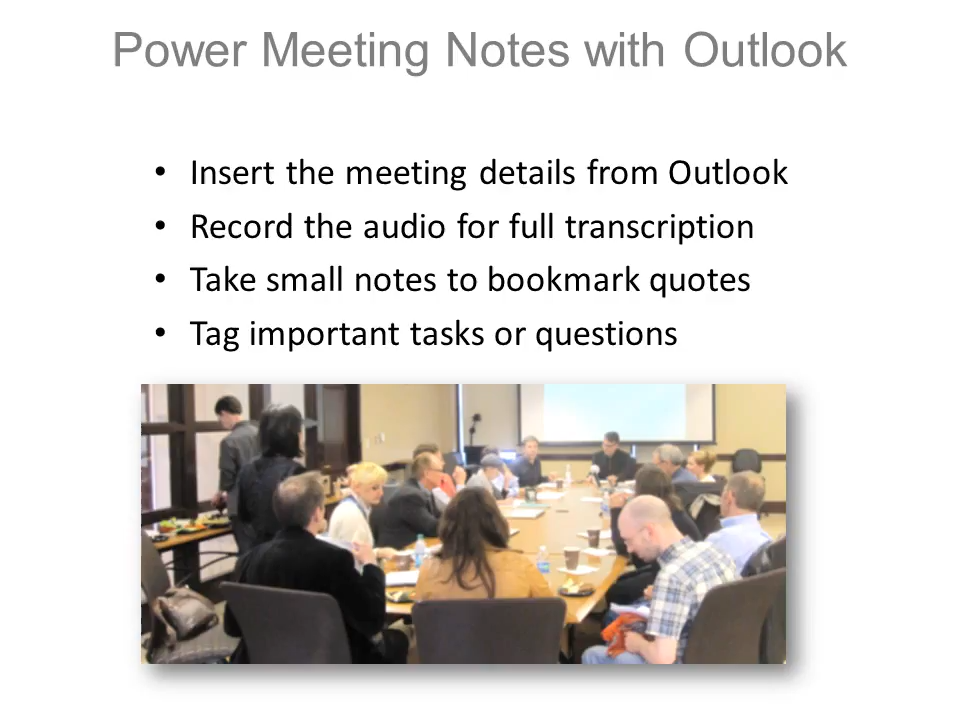 Power Meeting Notes with Outlook
• Insert the meeting details from Outlook
• Record the audio for full transcription
• Take small notes to bookmark quotes
• Tag important tasks or questions